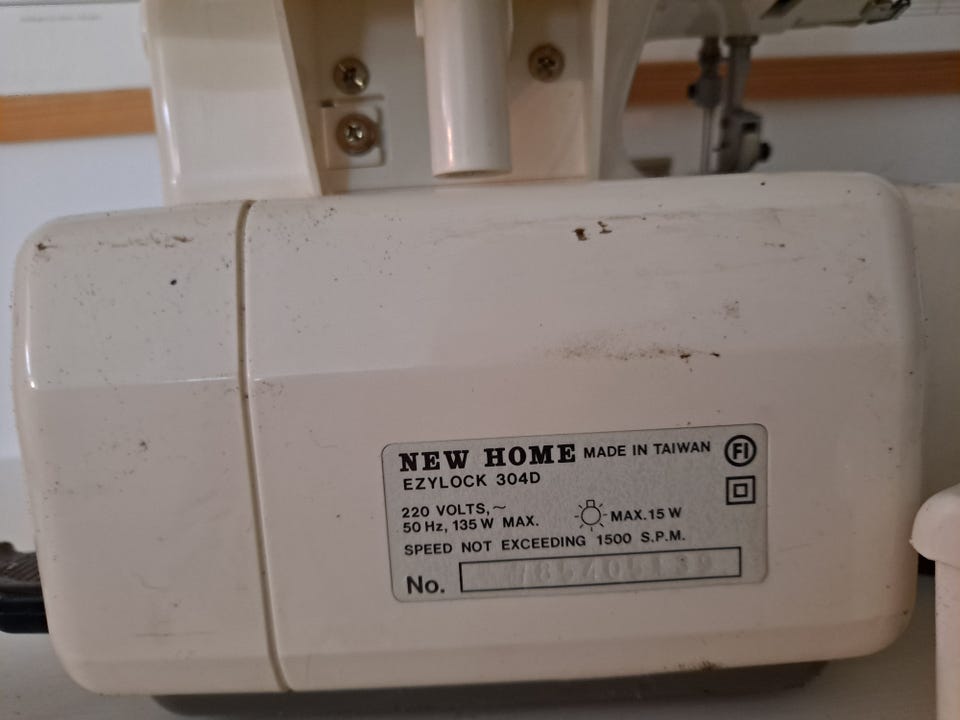 NEW HOME MADE IN TAIWAN FI
EZYLOCK 304D
220 VOLTS,~
50 Hz, 135 W MAX. MAX. 15 W
SPEED NOT EXCEEDING 1500 S.P.M.
No.